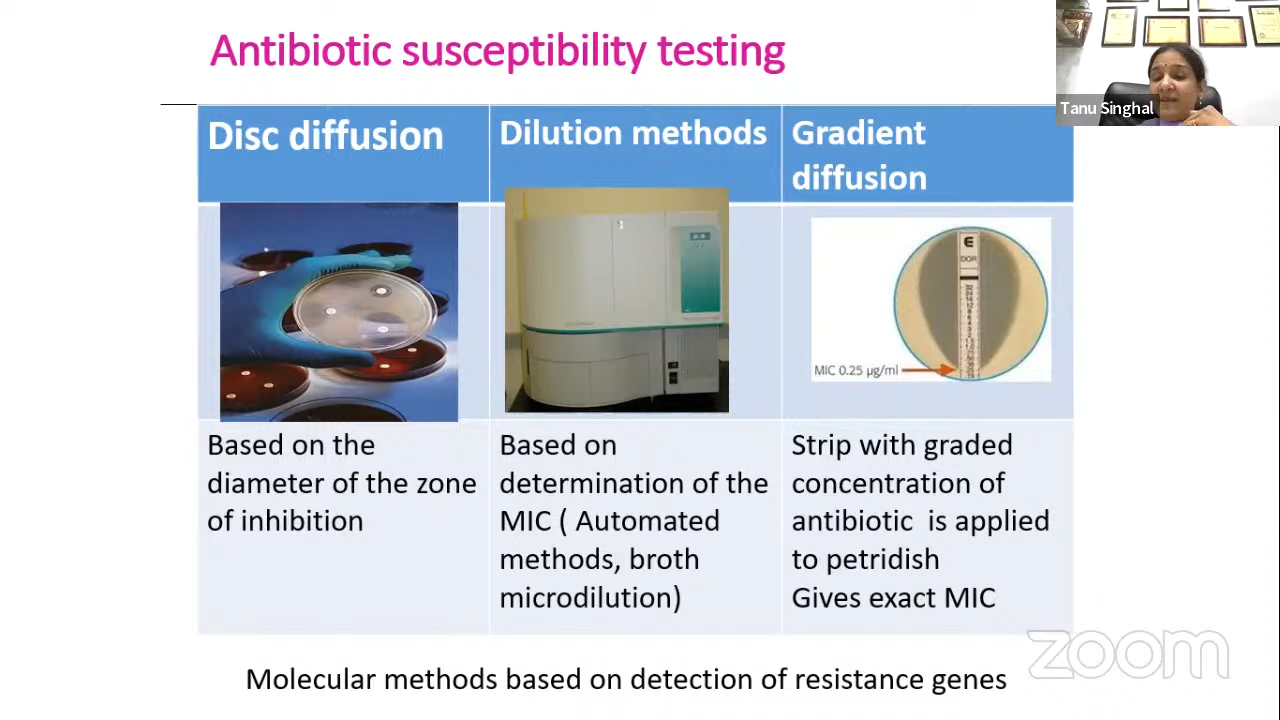 Antibiotic susceptibility testing
Tanu Singhal
Disc diffusion
Dilution methods
Gradient
diffusion
E
DOR
MIC 0.25 µg/ml
Based on the
diameter of the zone
of inhibition
Based on
determination of the
MIC ( Automated
methods, broth
microdilution)
Strip with graded
concentration of
antibiotic is applied
to petridish
Gives exact MIC
zoom
Molecular methods based on detection of resistance genes